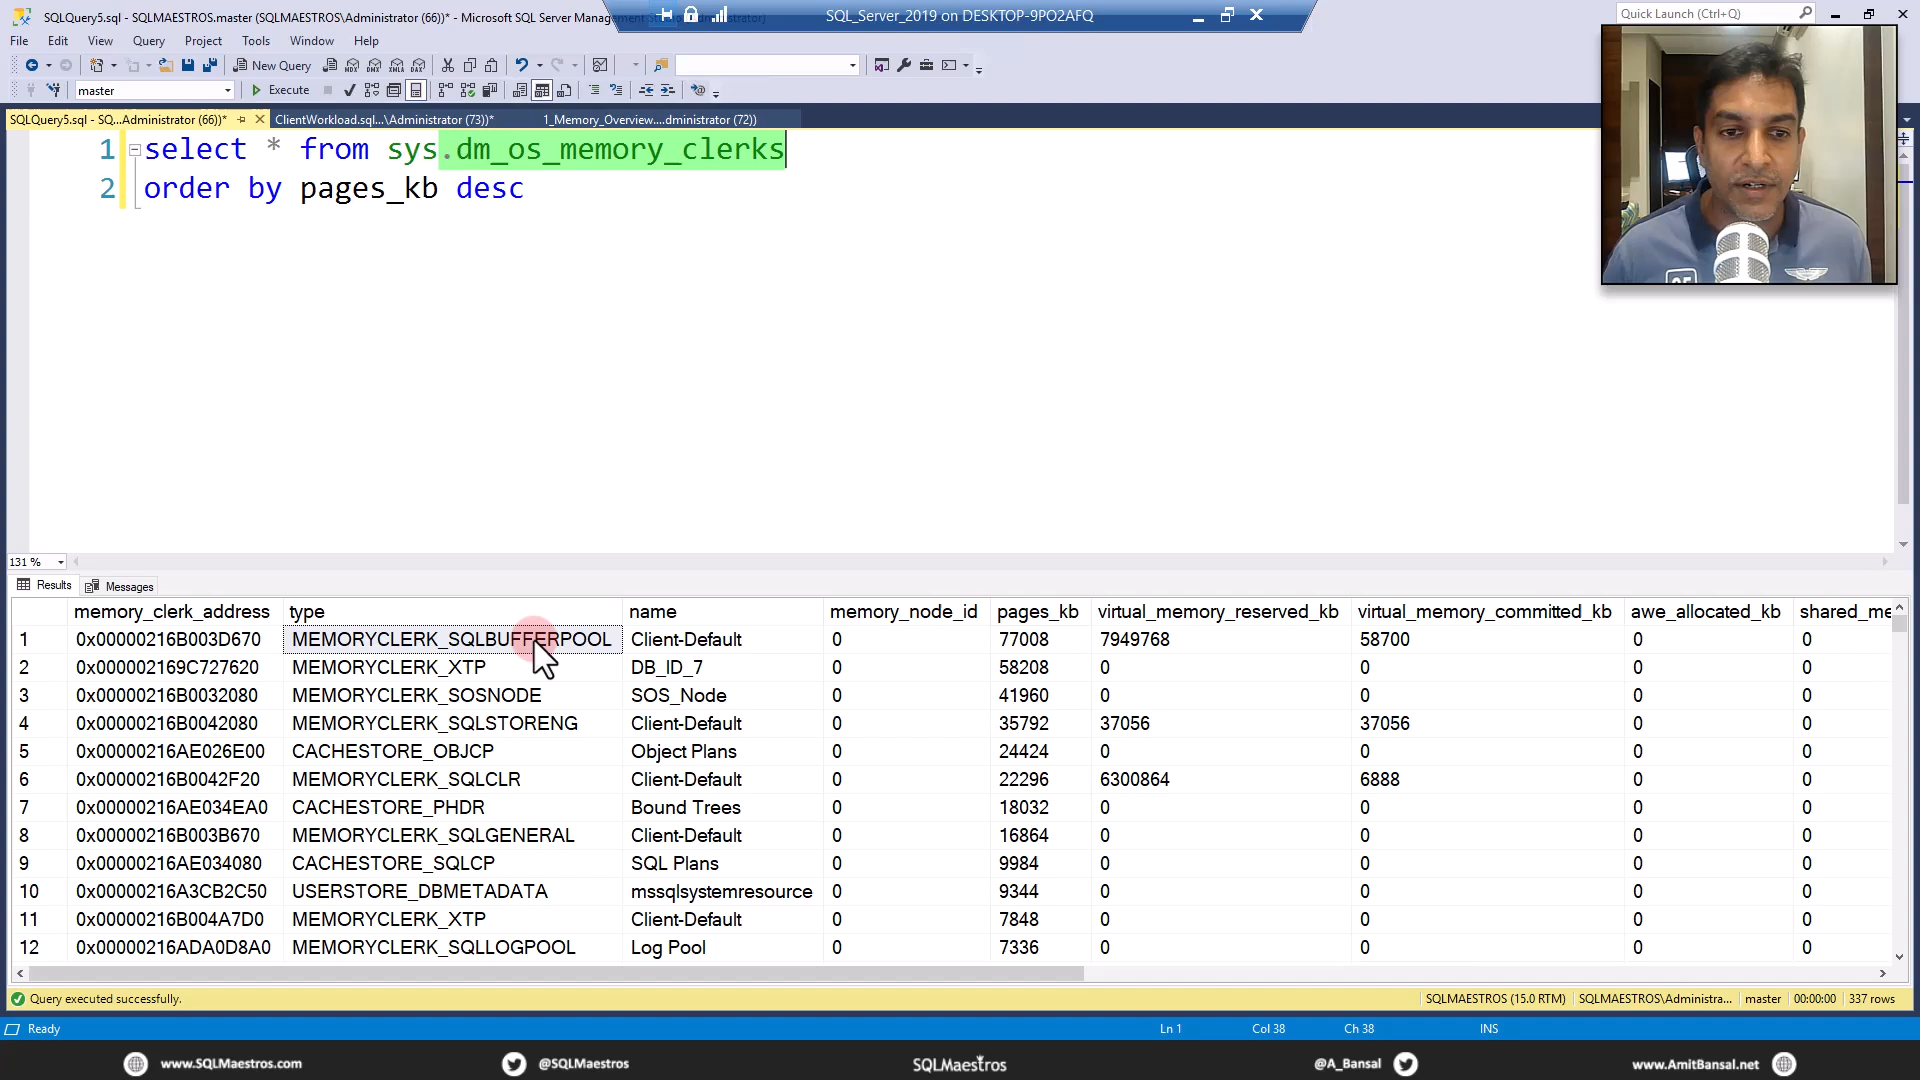 SQLQuery5.sql - SQLMAESTROS.master (SQLMAESTROS\Administrator (66))* - Microsoft SQL Server Management
SQL_Server_2019 on DESKTOP-9PO2AFQ
Quick Launch (Ctrl+Q)
File Edit View Query Project Tools Window Help
New Query
MDX DMX XMLA DAX
master
Execute
SQLQuery5.sql - SQ...Administrator (66))*
ClientWorkload.sql...\Administrator (73))*
1_Memory_Overview....dministrator (72))
1 select * from sys.dm_os_memory_clerks
2 order by pages_kb desc
131 %
Results Messages
memory_clerk_address type name memory_node_id pages_kb virtual_memory_reserved_kb virtual_memory_committed_kb awe_allocated_kb shared_me
1 0x00000216B003D670 MEMORYCLERK_SQLBUFFERPOOL Client-Default 0 77008 7949768 58700 0 0
2 0x000002169C727620 MEMORYCLERK_XTP DB_ID_7 0 58208 0 0 0 0
3 0x00000216B0032080 MEMORYCLERK_SOSNODE SOS_Node 0 41960 0 0 0 0
4 0x00000216B0042080 MEMORYCLERK_SQLSTORENG Client-Default 0 35792 37056 37056 0 0
5 0x00000216AE026E00 CACHESTORE_OBJCP Object Plans 0 24424 0 0 0 0
6 0x00000216B0042F20 MEMORYCLERK_SQLCLR Client-Default 0 22296 6300864 6888 0 0
7 0x00000216AE034EA0 CACHESTORE_PHDR Bound Trees 0 18032 0 0 0 0
8 0x00000216B003B670 MEMORYCLERK_SQLGENERAL Client-Default 0 16864 0 0 0 0
9 0x00000216AE034080 CACHESTORE_SQLCP SQL Plans 0 9984 0 0 0 0
10 0x00000216A3CB2C50 USERSTORE_DBMETADATA mssqlsystemresource 0 9344 0 0 0 0
11 0x00000216B004A7D0 MEMORYCLERK_XTP Client-Default 0 7848 0 0 0 0
12 0x00000216ADA0D8A0 MEMORYCLERK_SQLLOGPOOL Log Pool 0 7336 0 0 0 0
Query executed successfully.
SQLMAESTROS (15.0 RTM) SQLMAESTROS\Administra... master 00:00:00 337 rows
Ready Ln 1 Col 38 Ch 38 INS
www.SQLMaestros.com @SQLMaestros SQLMaestros @A_Bansal www.AmitBansal.net